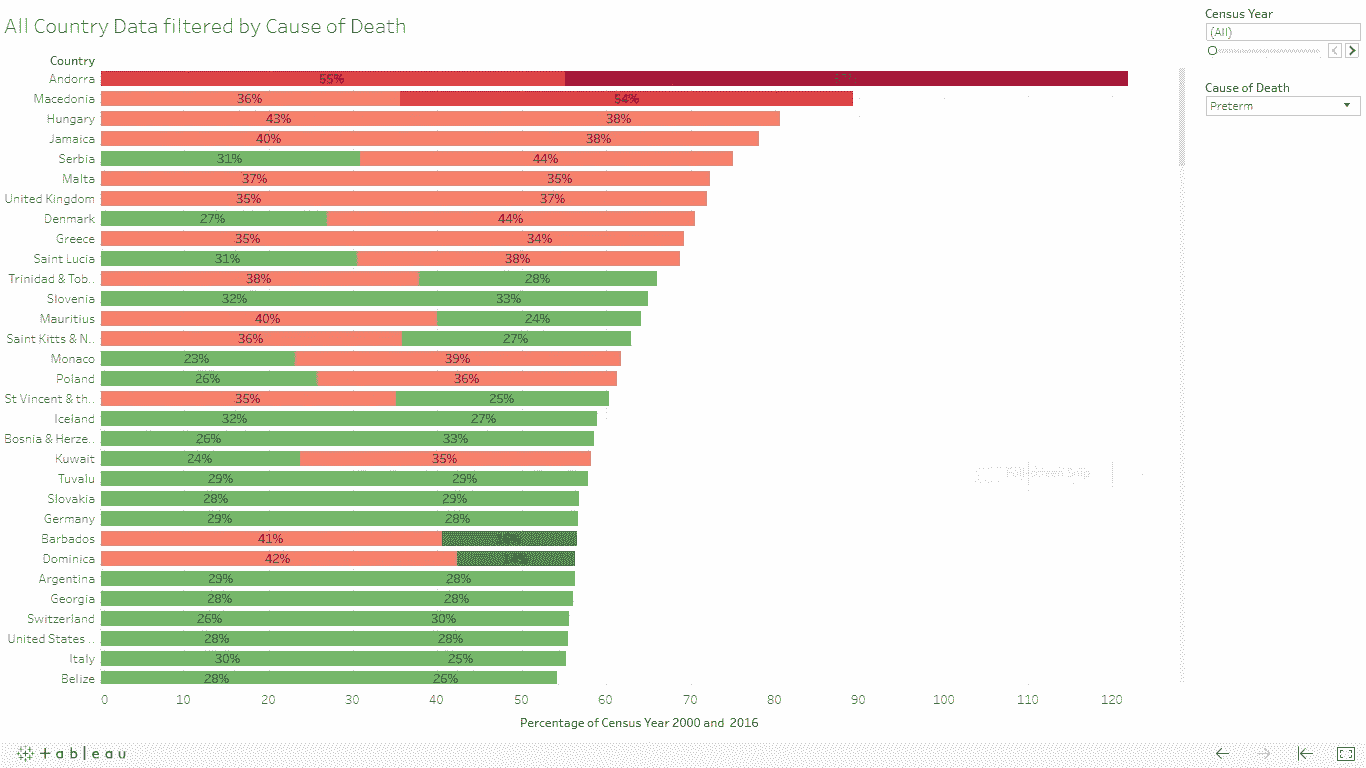 All Country Data filtered by Cause of Death
Census Year
(All)
Cause of Death
Preterm
Country
Andorra 55%
Macedonia 36% 54%
Hungary 43% 38%
Jamaica 40% 38%
Serbia 31% 44%
Malta 37% 35%
United Kingdom 35% 37%
Denmark 27% 44%
Greece 35% 34%
Saint Lucia 31% 38%
Trinidad & Tob.. 38% 28%
Slovenia 32% 33%
Mauritius 40% 24%
Saint Kitts & N.. 36% 27%
Monaco 23% 39%
Poland 26% 36%
St Vincent & th.. 35% 25%
Iceland 32% 27%
Bosnia & Herze.. 26% 33%
Kuwait 24% 35%
Tuvalu 29% 29%
Slovakia 28% 29%
Germany 29% 28%
Barbados 41%
Dominica 42%
Argentina 29% 28%
Georgia 28% 28%
Switzerland 26% 30%
United States .. 28% 28%
Italy 30% 25%
Belize 28% 26%
0 10 20 30 40 50 60 70 80 90 100 110 120
Percentage of Census Year 2000 and 2016
+ableau